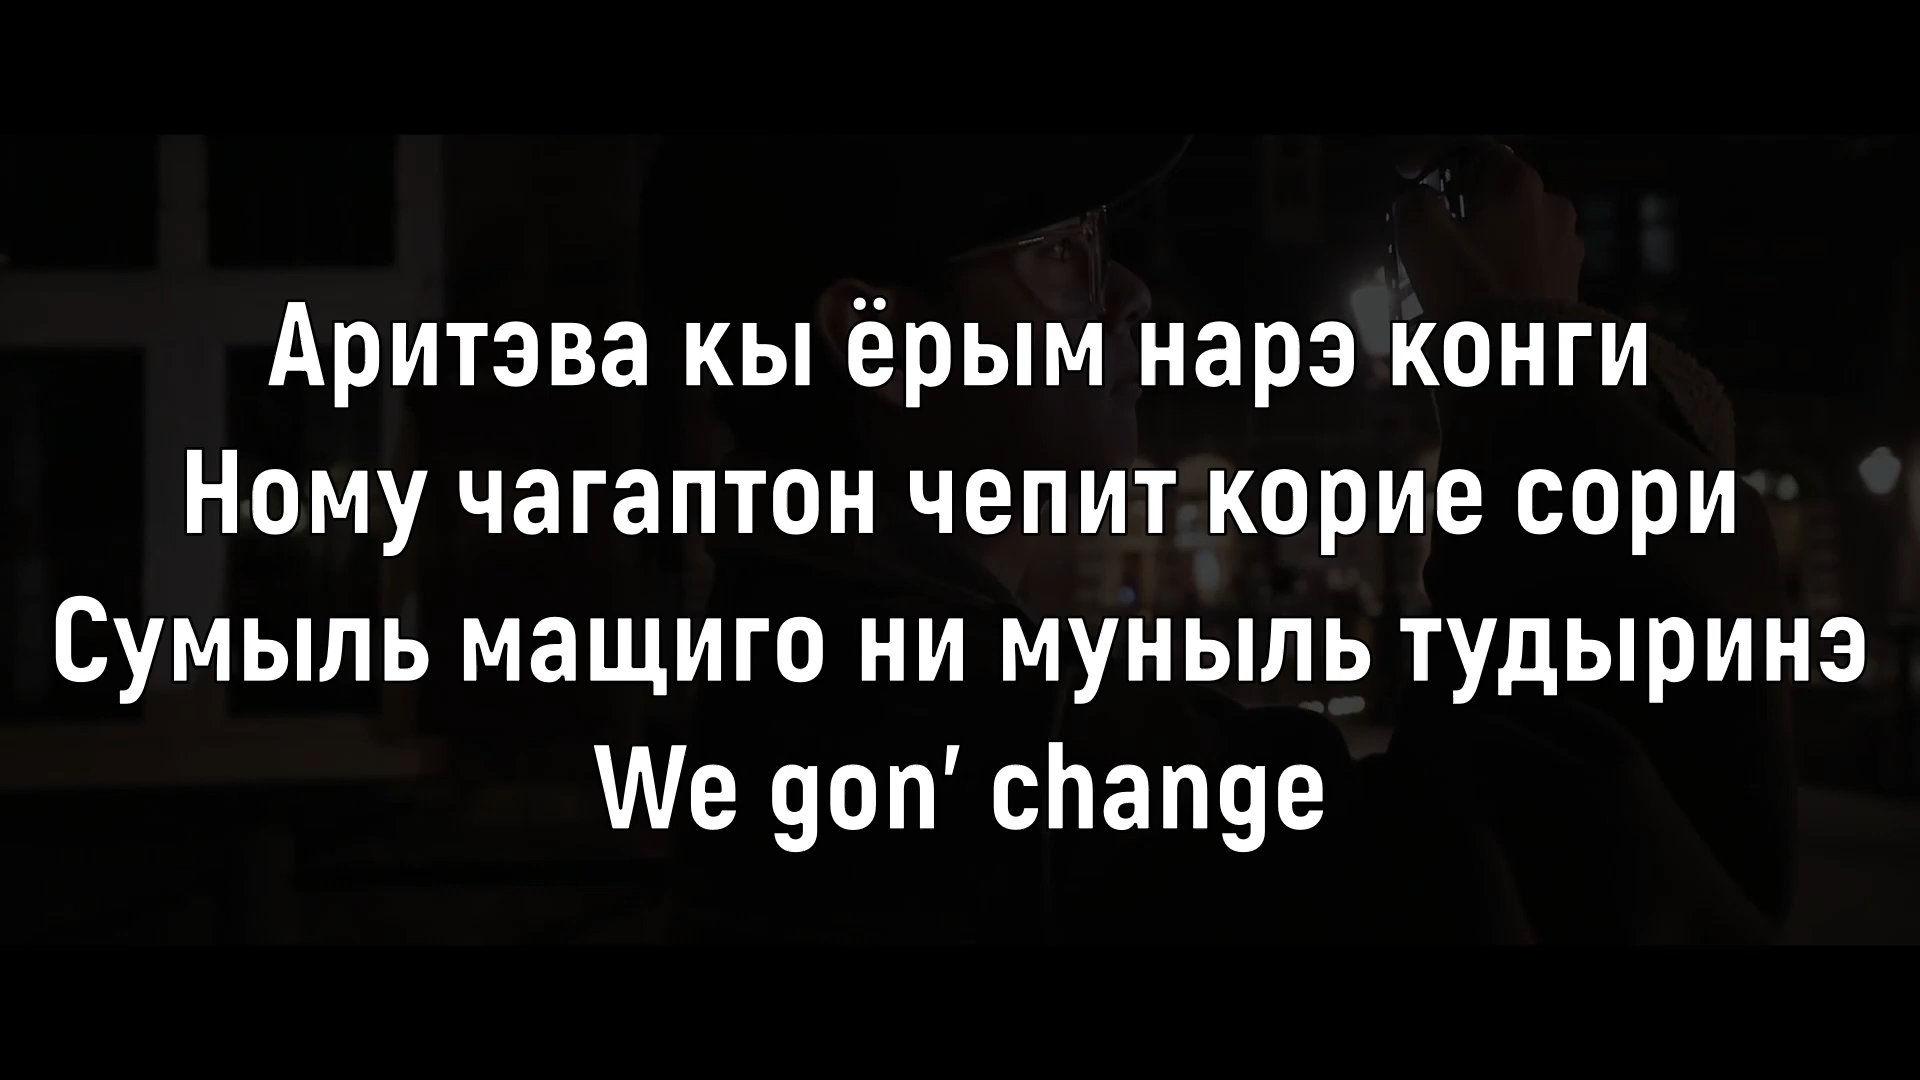 Аритэва кы ёрым нарэ конги
Ному чагаптон чепит корие сори
Сумыль мащиго ни муныль тудыринэ
We gon’ change